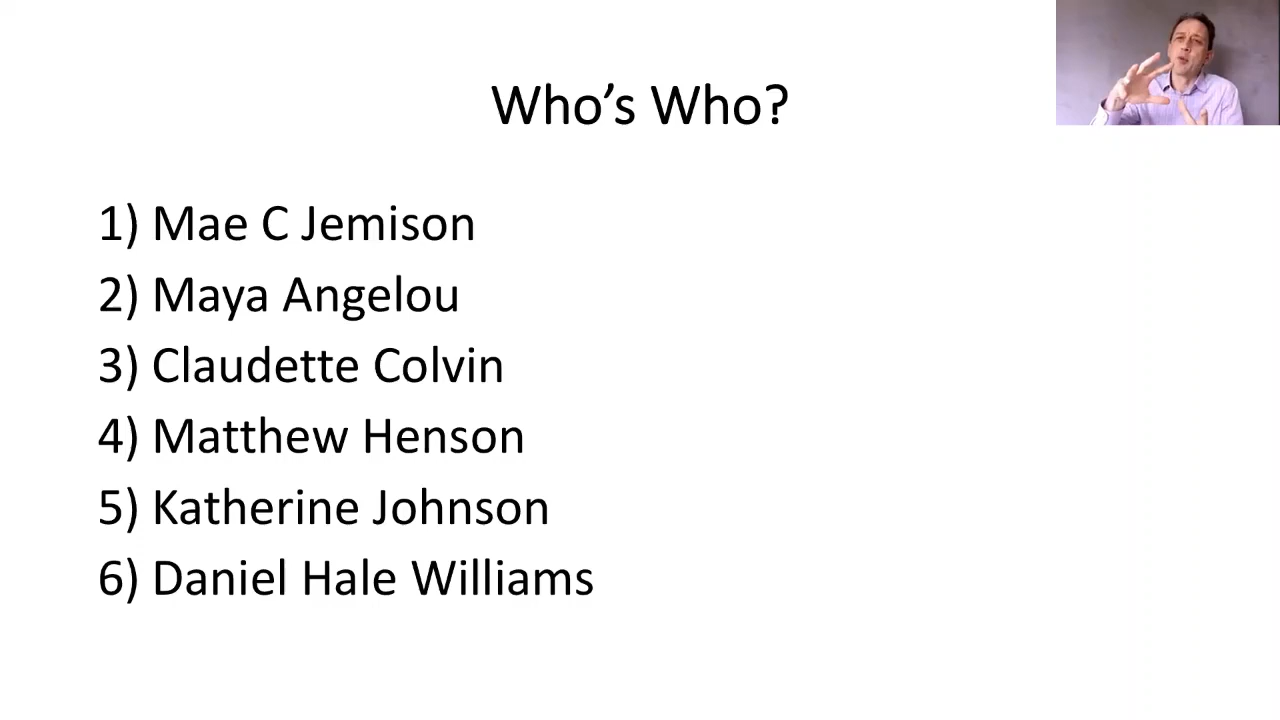 Who’s Who?
1) Mae C Jemison
2) Maya Angelou
3) Claudette Colvin
4) Matthew Henson
5) Katherine Johnson
6) Daniel Hale Williams